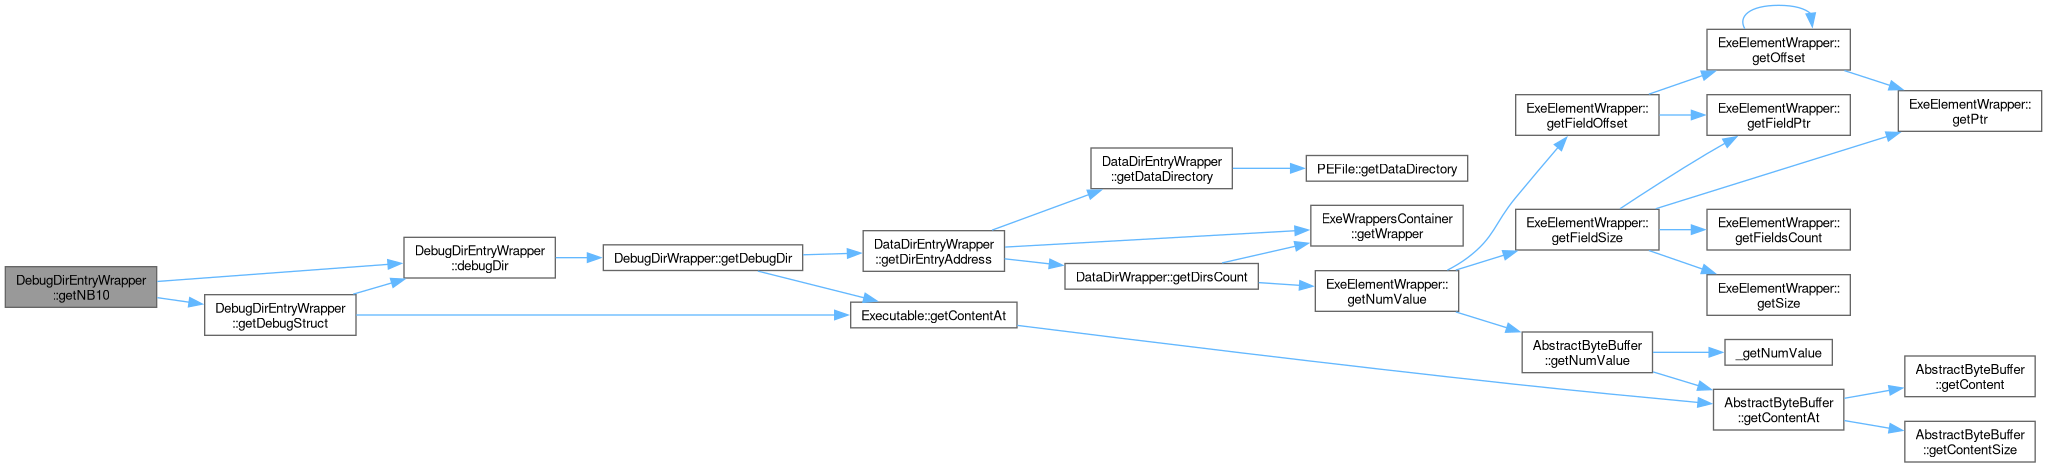 DebugDirEntryWrapper
::getNB10
DebugDirEntryWrapper
::debugDir
DebugDirEntryWrapper
::getDebugStruct
DebugDirWrapper::getDebugDir
DataDirEntryWrapper
::getDirEntryAddress
Executable::getContentAt
DataDirEntryWrapper
::getDataDirectory
DataDirWrapper::getDirsCount
PEFile::getDataDirectory
ExeWrappersContainer
::getWrapper
ExeElementWrapper::
getNumValue
ExeElementWrapper::
getFieldOffset
ExeElementWrapper::
getFieldSize
AbstractByteBuffer
::getNumValue
ExeElementWrapper::
getOffset
ExeElementWrapper::
getFieldPtr
ExeElementWrapper::
getFieldsCount
ExeElementWrapper::
getSize
_getNumValue
AbstractByteBuffer
::getContentAt
ExeElementWrapper::
getPtr
AbstractByteBuffer
::getContent
AbstractByteBuffer
::getContentSize